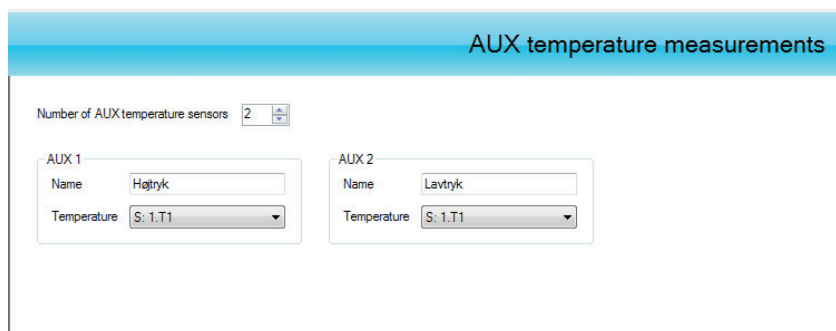 AUX temperature measurements
Number of AUX temperature sensors 2
AUX 1
Name Højtryk
Temperature S: 1.T1
AUX 2
Name Lavtryk
Temperature S: 1.T1